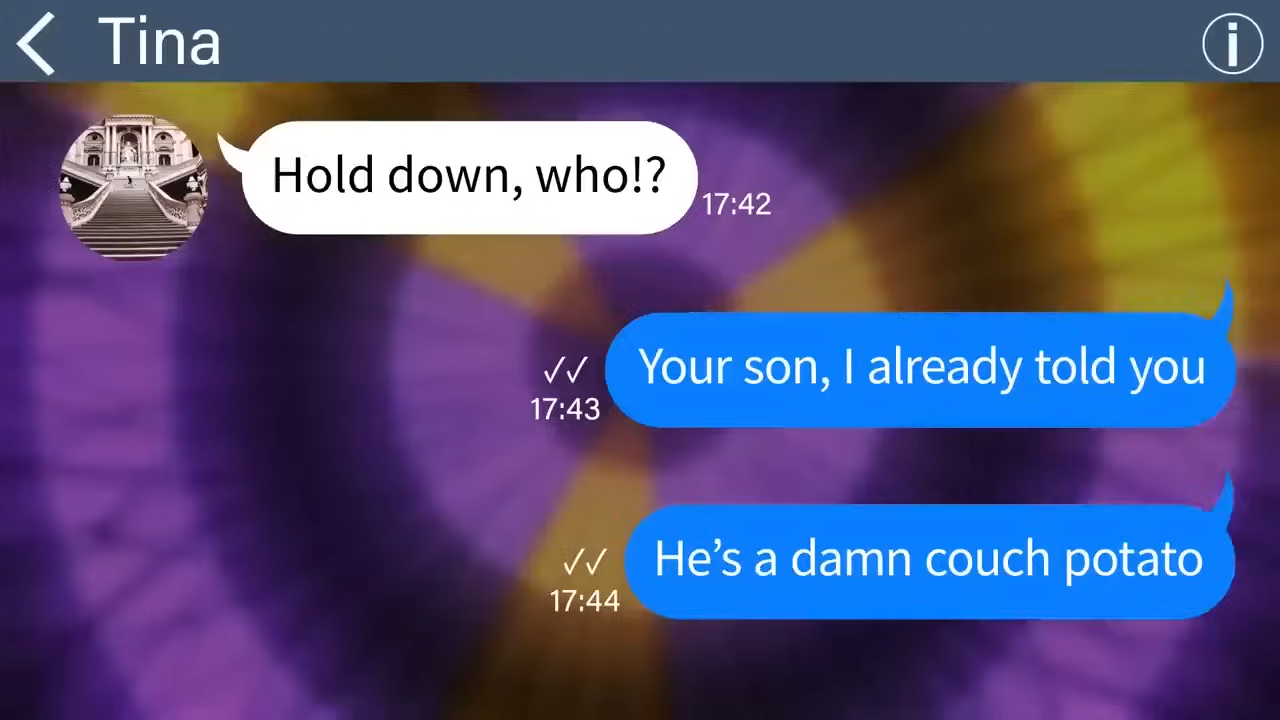 Tina
Hold down, who!?
17:42
Your son, I already told you
17:43
He’s a damn couch potato
17:44